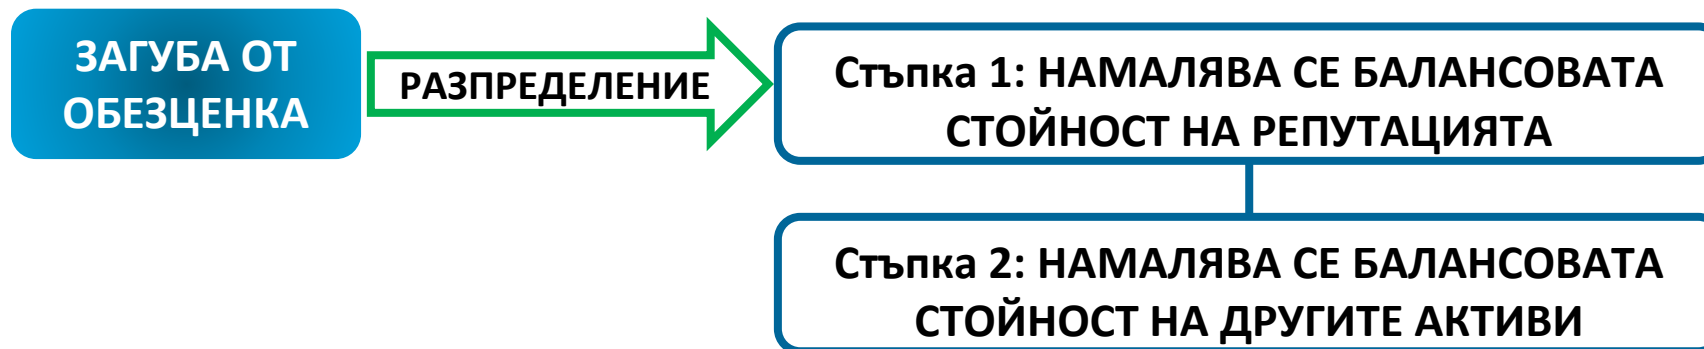 ЗАГУБА ОТ
ОБЕЗЦЕНКА
РАЗПРЕДЕЛЕНИЕ
Стъпка 1: НАМАЛЯВА СЕ БАЛАНСОВАТА
СТОЙНОСТ НА РЕПУТАЦИЯТА
Стъпка 2: НАМАЛЯВА СЕ БАЛАНСОВАТА
СТОЙНОСТ НА ДРУГИТЕ АКТИВИ